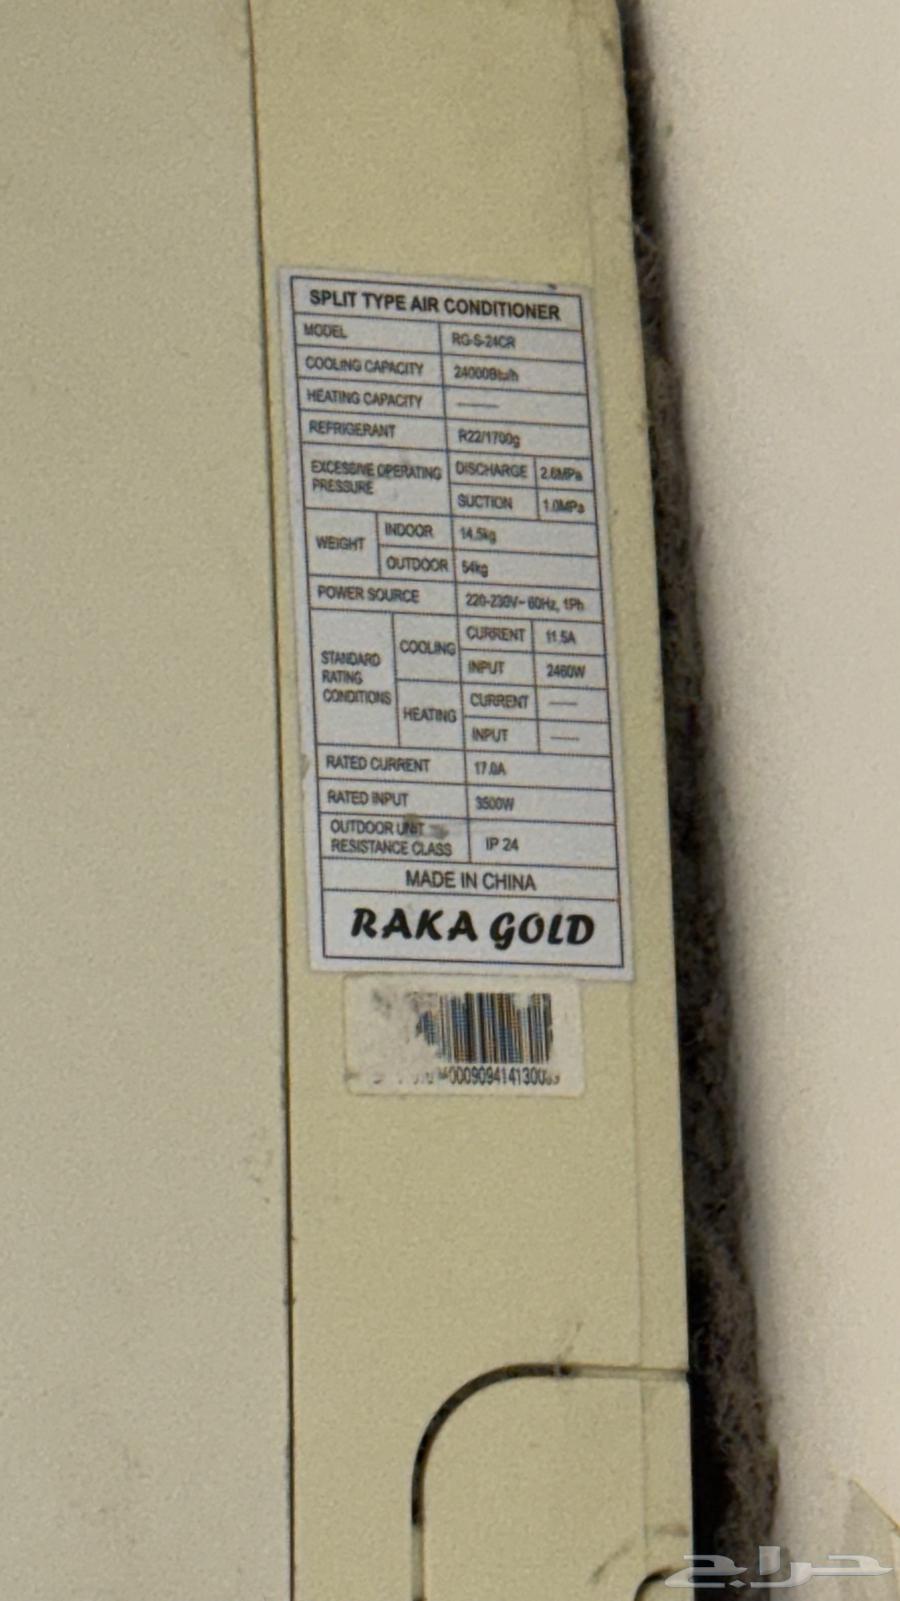 SPLIT TYPE AIR CONDITIONER
MODEL RG-S-24CR
COOLING CAPACITY 24000Btu/h
HEATING CAPACITY ——
REFRIGERANT R22/1700g
EXCESSIVE OPERATING PRESSURE DISCHARGE 2.6MPa
SUCTION 1.0MPa
WEIGHT INDOOR 14.5kg
OUTDOOR 54kg
POWER SOURCE 220-230V~ 60Hz, 1Ph
STANDARD RATING CONDITIONS COOLING CURRENT 11.5A
INPUT 2460W
HEATING CURRENT ——
INPUT ——
RATED CURRENT 17.0A
RATED INPUT 3500W
OUTDOOR UNIT RESISTANCE CLASS IP 24
MADE IN CHINA
RAKA GOLD
حراج